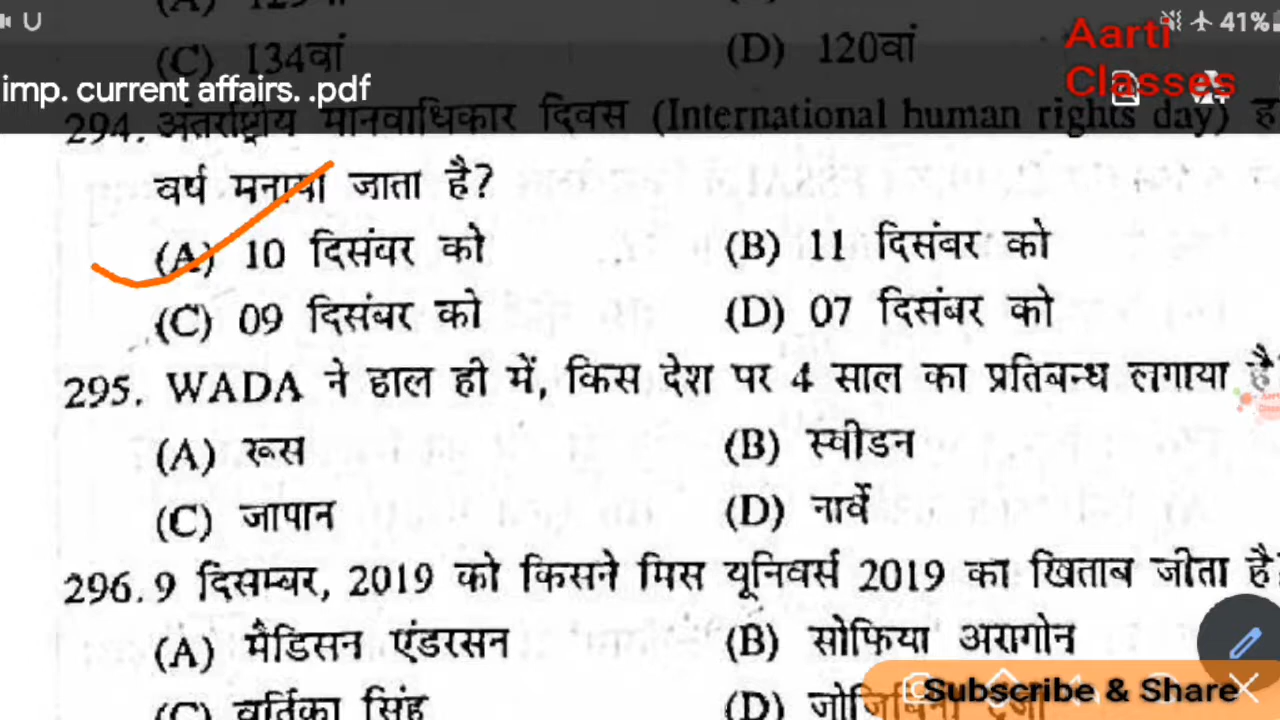 41%
(C) 134वां (D) 120वां
Aarti Classes
imp. current affairs. .pdf
294. अंतर्राष्ट्रीय मानवाधिकार दिवस (International human rights day)
वर्ष मनाया जाता है?
(A) 10 दिसंबर को (B) 11 दिसंबर को
(C) 09 दिसंबर को (D) 07 दिसंबर को
295. WADA ने हाल ही में, किस देश पर 4 साल का प्रतिबन्ध लगाया है
(A) रूस (B) स्वीडन
(C) जापान (D) नार्वे
296. 9 दिसम्बर, 2019 को किसने मिस यूनिवर्स 2019 का खिताब जीता है?
(A) मैडिसन एंडरसन (B) सोफिया अरागोन
(C) वर्तिका सिंह (D)
Subscribe & Share